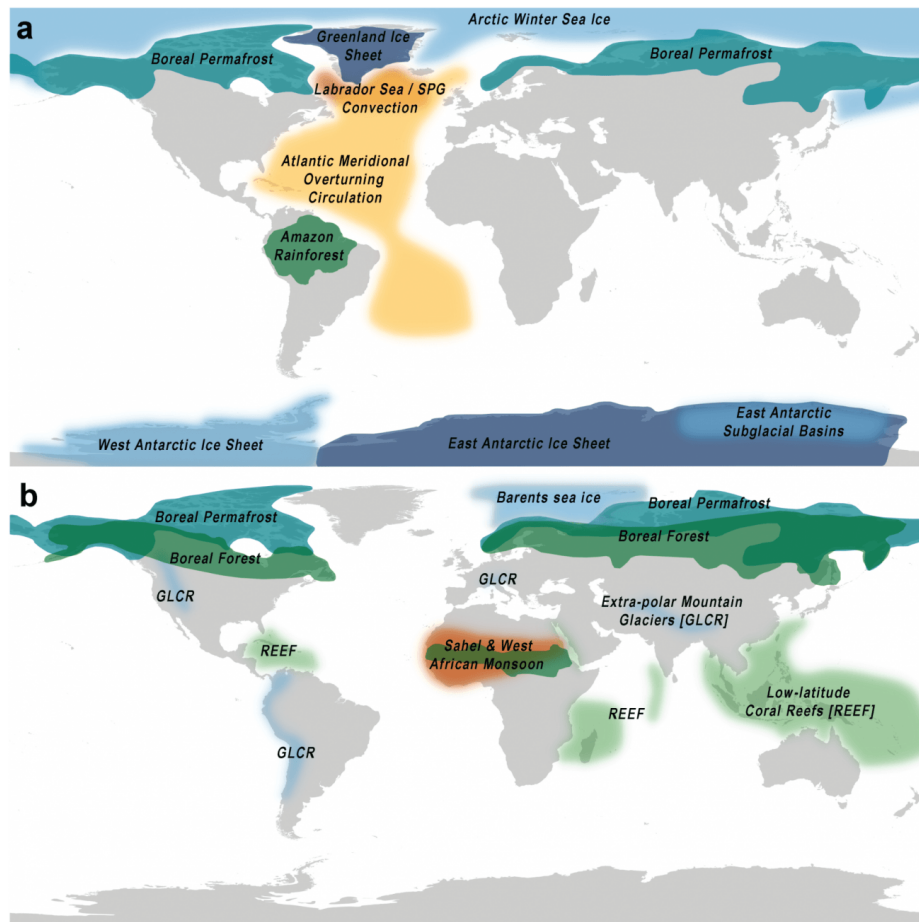 a
Arctic Winter Sea Ice
Greenland Ice
Sheet
Boreal Permafrost
Boreal Permafrost
Labrador Sea / SPG
Convection
Atlantic Meridional
Overturning
Circulation
Amazon
Rainforest
West Antarctic Ice Sheet
East Antarctic Ice Sheet
East Antarctic
Subglacial Basins
b
Barents sea ice
Boreal Permafrost
Boreal Permafrost
Boreal Forest
Boreal Forest
GLCR
GLCR
Extra-polar Mountain
Glaciers [GLCR]
REEF
Sahel & West
African Monsoon
REEF
Low-latitude
Coral Reefs [REEF]
GLCR